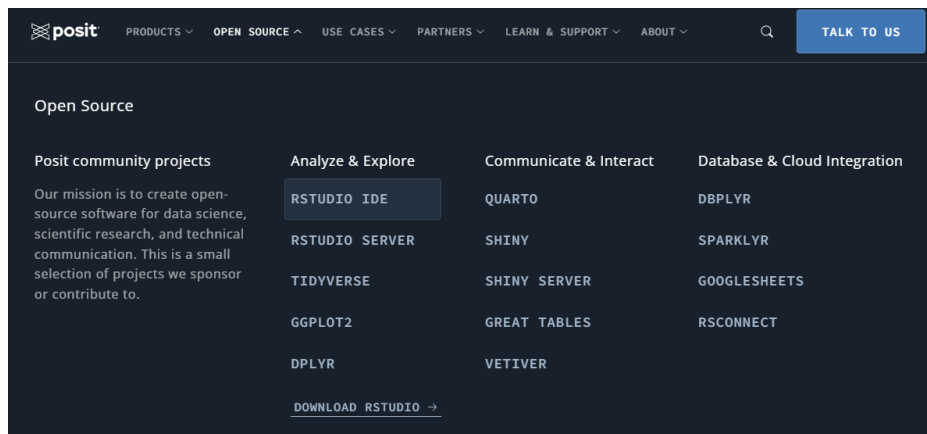 posit
PRODUCTS
OPEN SOURCE
USE CASES
PARTNERS
LEARN & SUPPORT
ABOUT
TALK TO US
Open Source
Posit community projects
Our mission is to create open-
source software for data science,
scientific research, and technical
communication. This is a small
selection of projects we sponsor
or contribute to.
Analyze & Explore
RSTUDIO IDE
RSTUDIO SERVER
TIDYVERSE
GGPLOT2
DPLYR
DOWNLOAD RSTUDIO →
Communicate & Interact
QUARTO
SHINY
SHINY SERVER
GREAT TABLES
VETIVER
Database & Cloud Integration
DBPLYR
SPARKLYR
GOOGLESHEETS
RSCONNECT